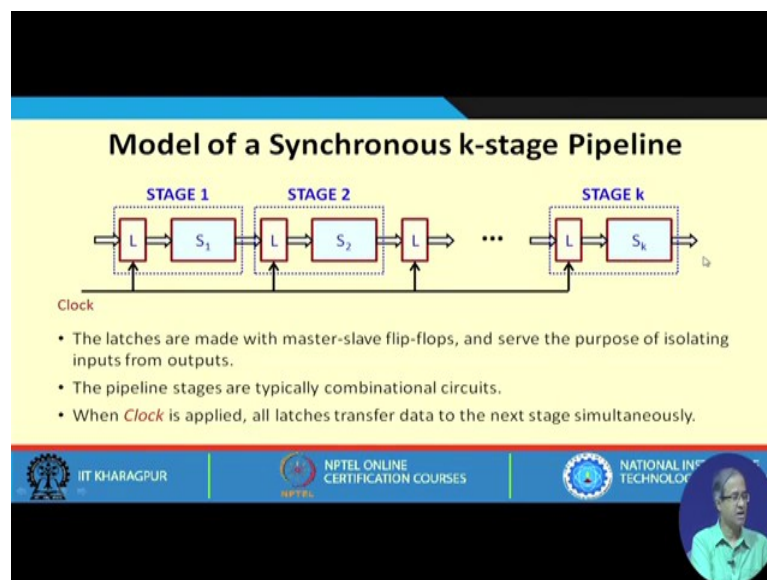 Model of a Synchronous k-stage Pipeline
STAGE 1 STAGE 2 STAGE k
L S1 L S2 L ••• L Sk
Clock
• The latches are made with master-slave flip-flops, and serve the purpose of isolating
inputs from outputs.
• The pipeline stages are typically combinational circuits.
• When Clock is applied, all latches transfer data to the next stage simultaneously.
IIT KHARAGPUR
NPTEL
NPTEL ONLINE
CERTIFICATION COURSES
NATIONAL
TECHNOLOG